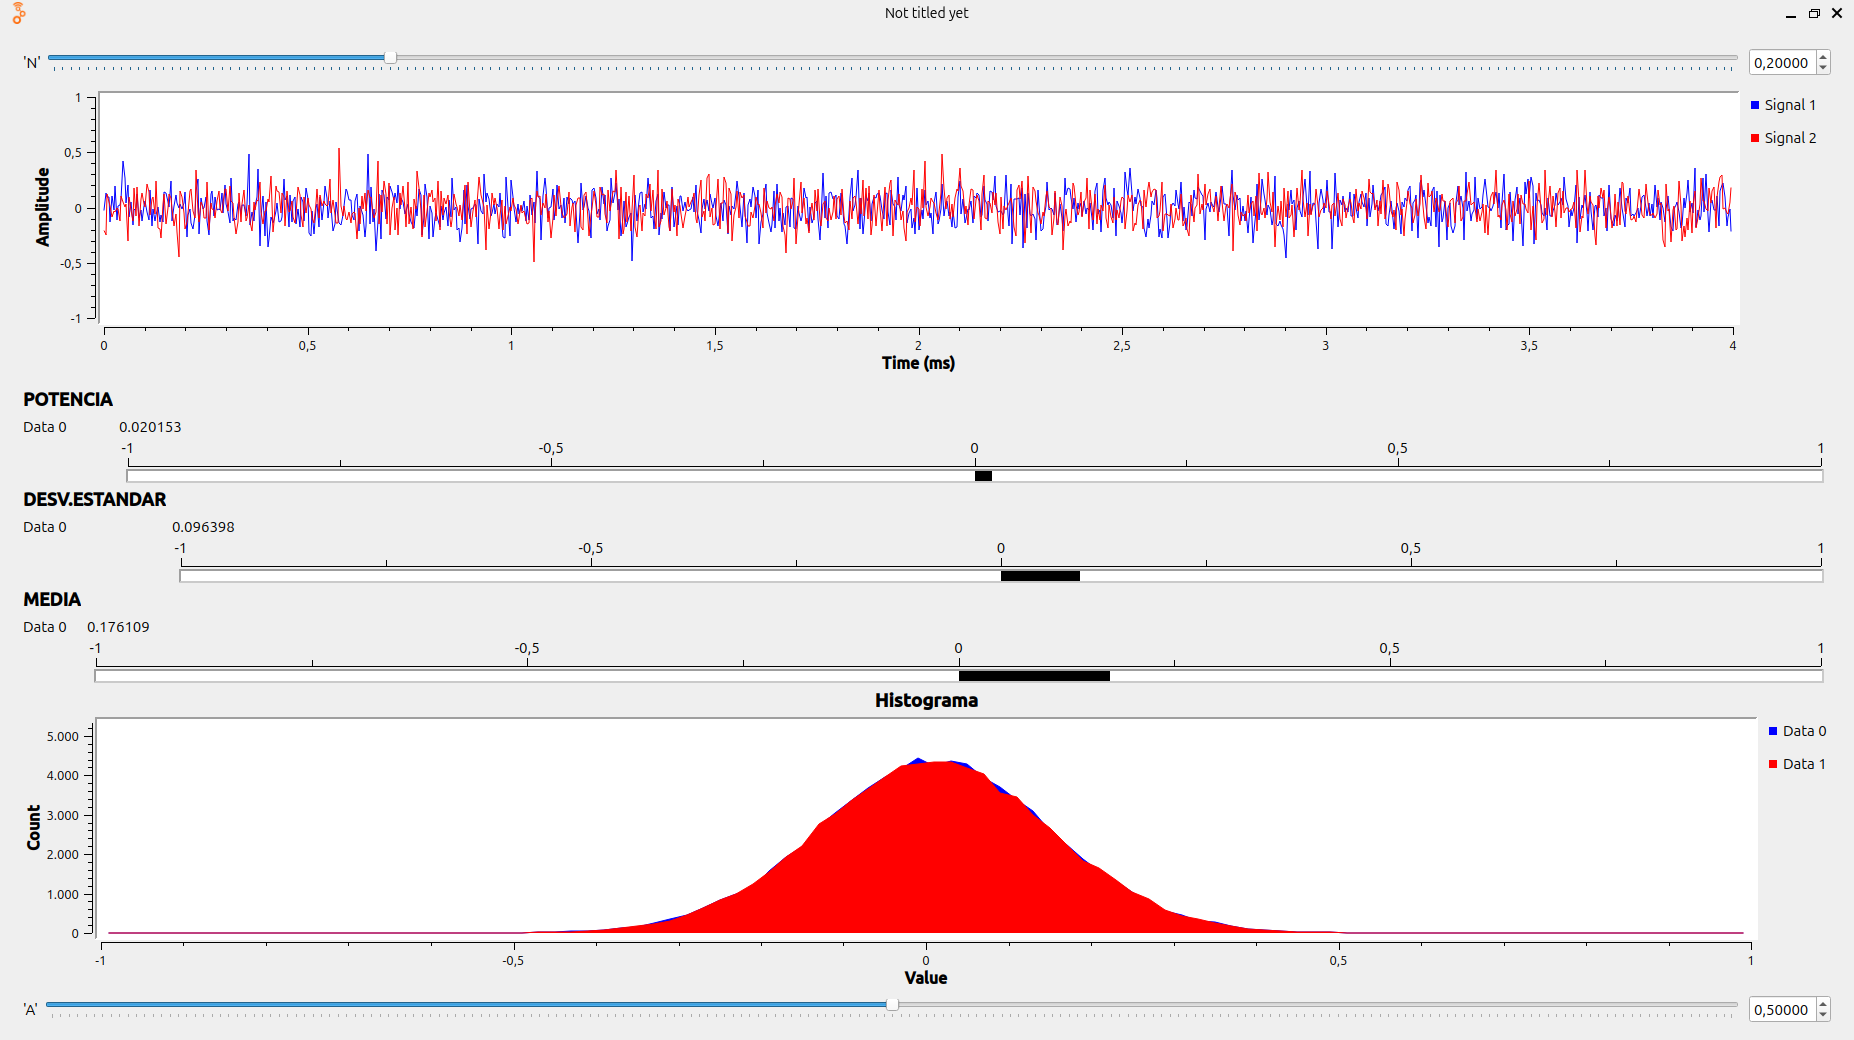 Not titled yet
'N'
0,20000
1
0,5
0
-0,5
-1
Amplitude
Signal 1
Signal 2
0 0,5 1 1,5 2 2,5 3 3,5 4
Time (ms)
POTENCIA
Data 0 0.020153
-1 -0,5 0 0,5 1
DESV.ESTANDAR
Data 0 0.096398
-1 -0,5 0 0,5 1
MEDIA
Data 0 0.176109
-1 -0,5 0 0,5 1
Histograma
5.000
4.000
3.000
2.000
1.000
0
Count
Data 0
Data 1
-1 -0,5 0 0,5 1
Value
'A'
0,50000